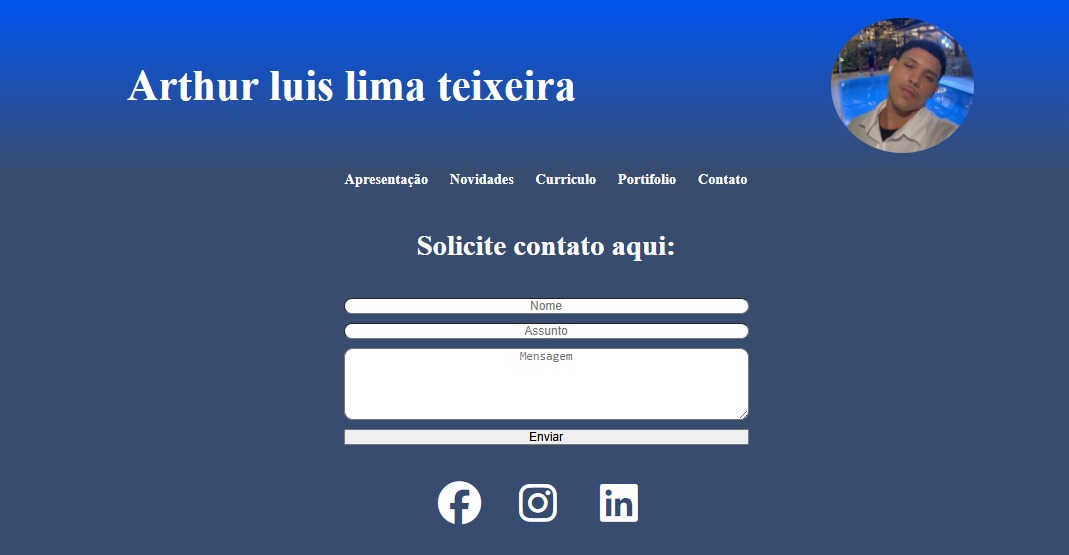 Arthur luis lima teixeira
Apresentação Novidades Curriculo Portifolio Contato
Solicite contato aqui:
Nome
Assunto
Mensagem
Enviar